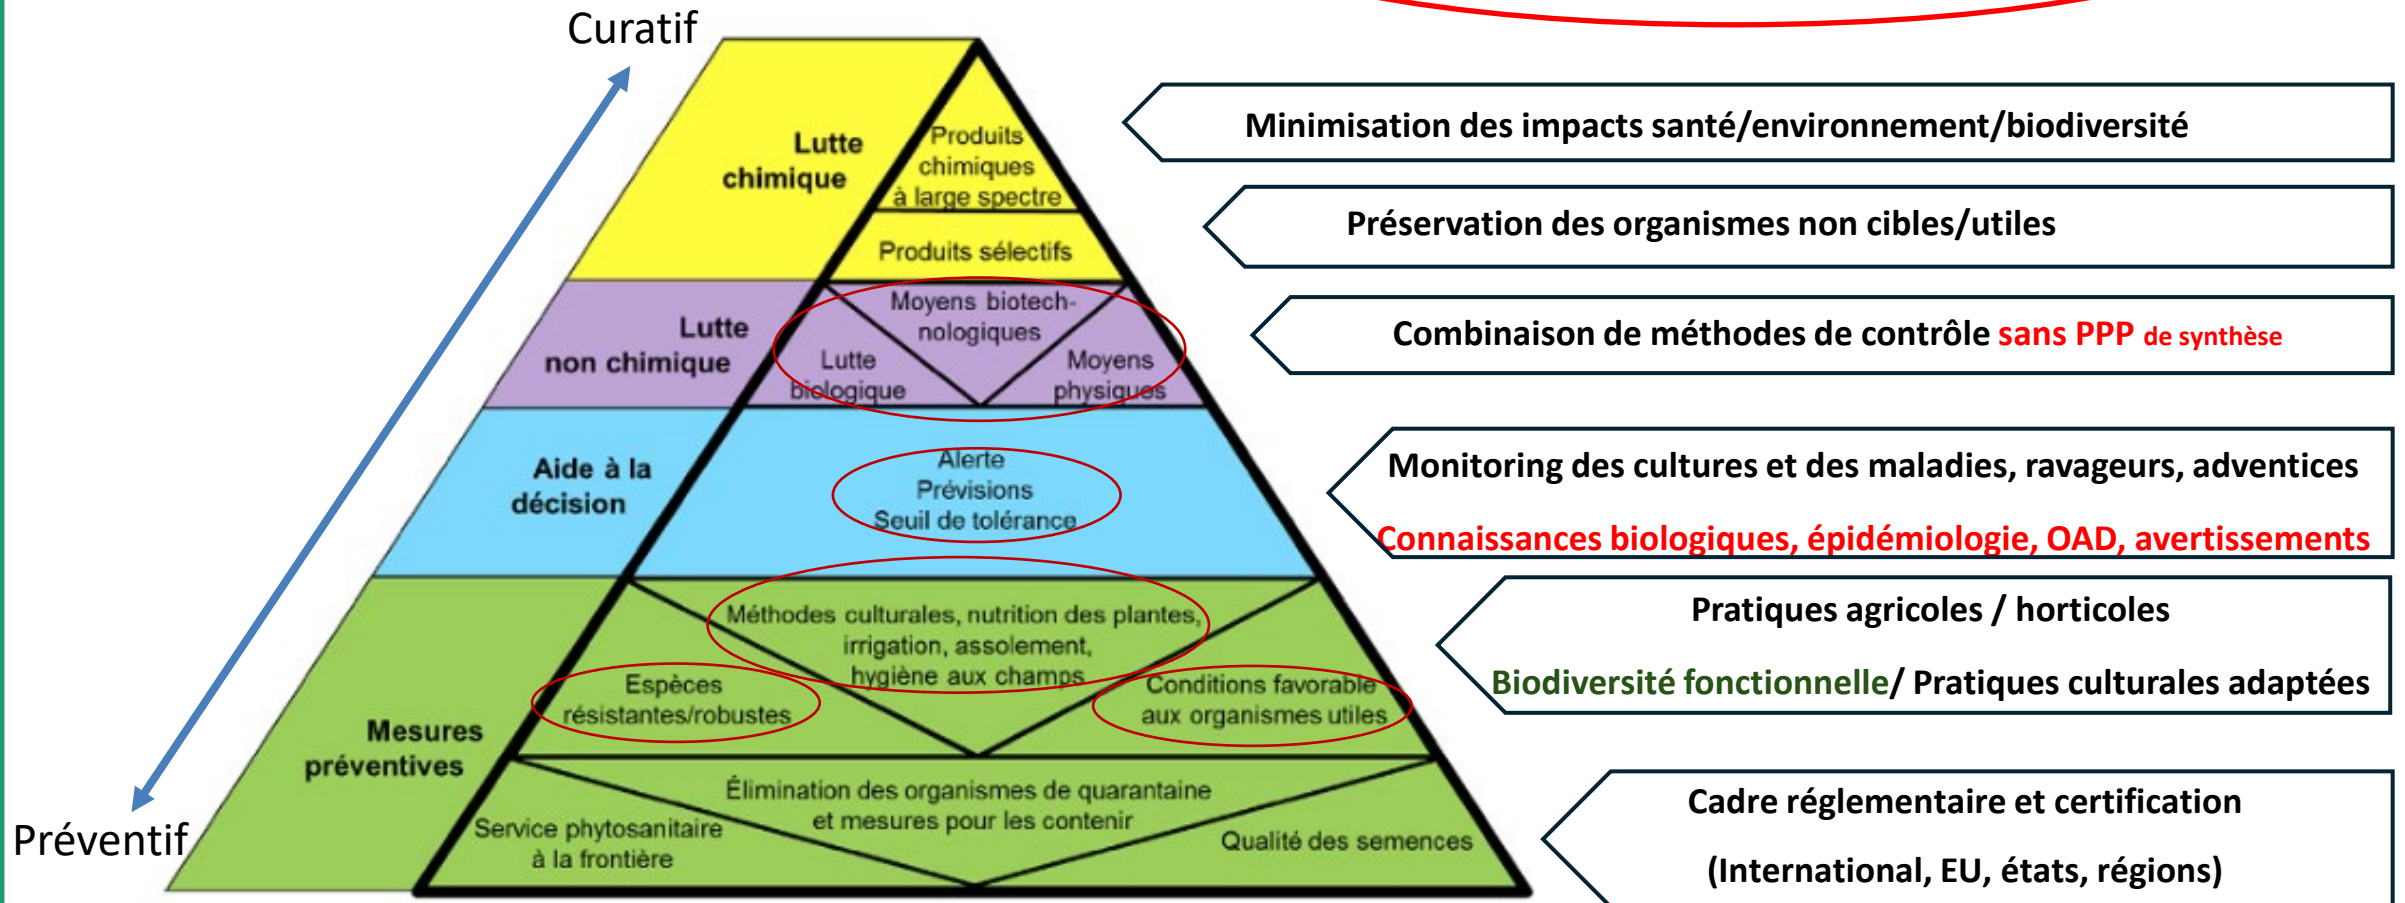 Curatif
Lutte
chimique
Produits
chimiques
à large spectre
Produits sélectifs
Minimisation des impacts santé/environnement/biodiversité
Préservation des organismes non cibles/utiles
Lutte
non chimique
Moyens biotech-
nologiques
Lutte
biologique
Moyens
physiques
Combinaison de méthodes de contrôle sans PPP de synthèse
Aide à la
décision
Alerte
Prévisions
Seuil de tolérance
Monitoring des cultures et des maladies, ravageurs, adventices
Connaissances biologiques, épidémiologie, OAD, avertissements
Mesures
préventives
Méthodes culturales, nutrition des plantes,
irrigation, assolement,
hygiène aux champs
Espèces
résistantes/robustes
Conditions favorable
aux organismes utiles
Pratiques agricoles / horticoles
Biodiversité fonctionnelle/ Pratiques culturales adaptées
Élimination des organismes de quarantaine
et mesures pour les contenir
Service phytosanitaire
à la frontière
Qualité des semences
Cadre réglementaire et certification
(International, EU, états, régions)
Préventif